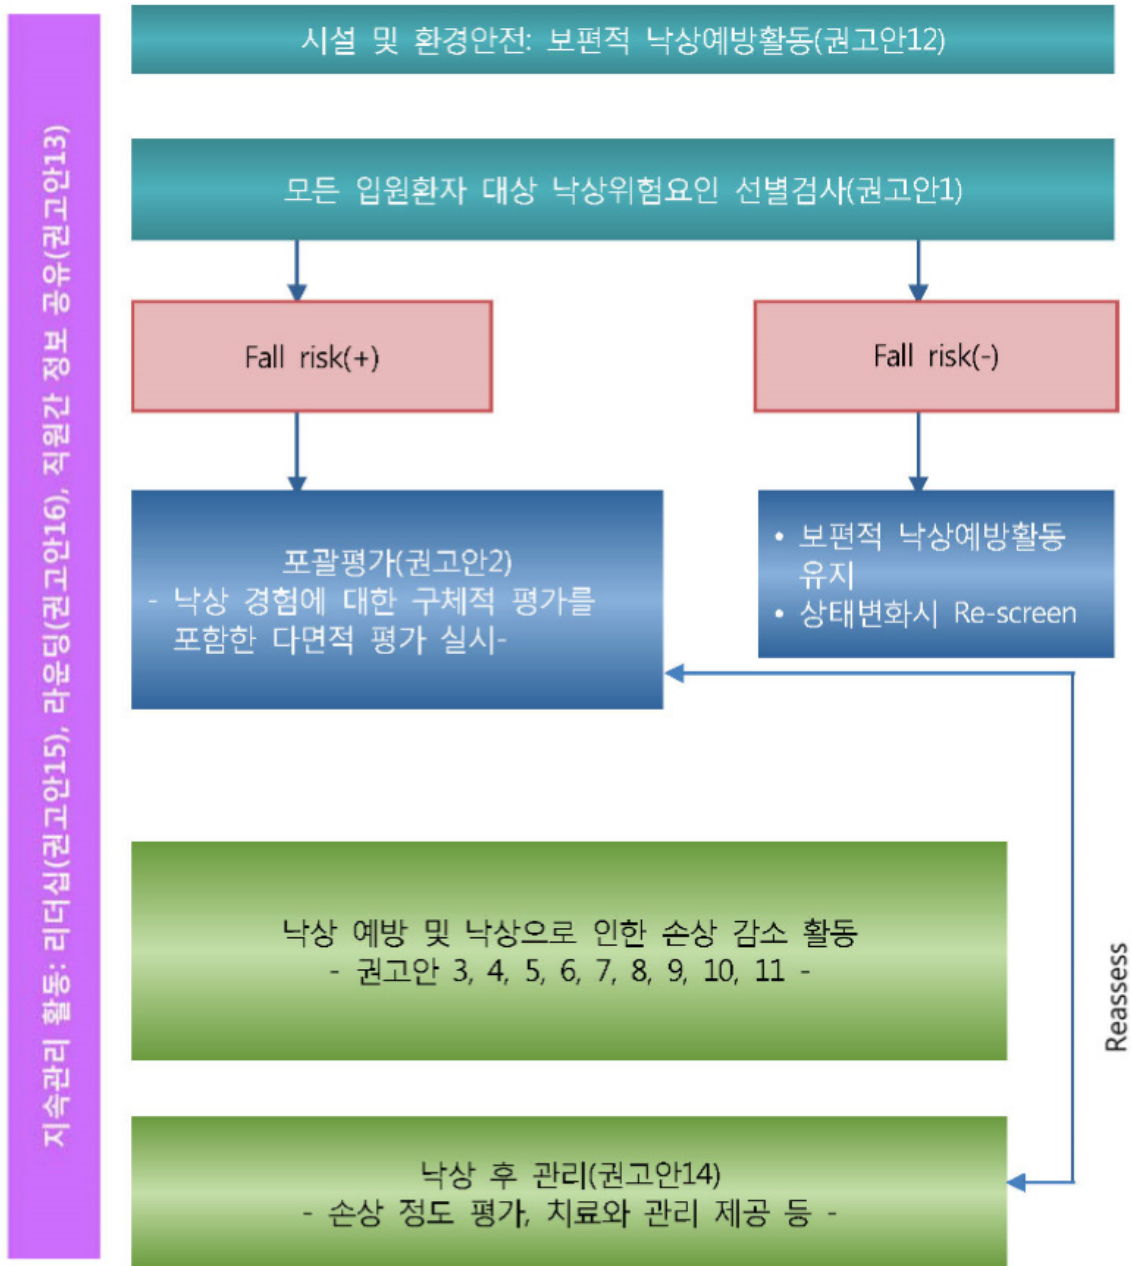 지속관리 활동: 리더십(권고안15), 라운딩(권고안16), 직원간 정보 공유(권고안13)
시설 및 환경안전: 보편적 낙상예방활동(권고안12)
모든 입원환자 대상 낙상위험요인 선별검사(권고안1)
Fall risk(+)
Fall risk(-)
포괄평가(권고안2)
- 낙상 경험에 대한 구체적 평가를
포함한 다면적 평가 실시-
• 보편적 낙상예방활동
유지
• 상태변화시 Re-screen
낙상 예방 및 낙상으로 인한 손상 감소 활동
- 권고안 3, 4, 5, 6, 7, 8, 9, 10, 11 -
Reassess
낙상 후 관리(권고안14)
- 손상 정도 평가, 치료와 관리 제공 등 -